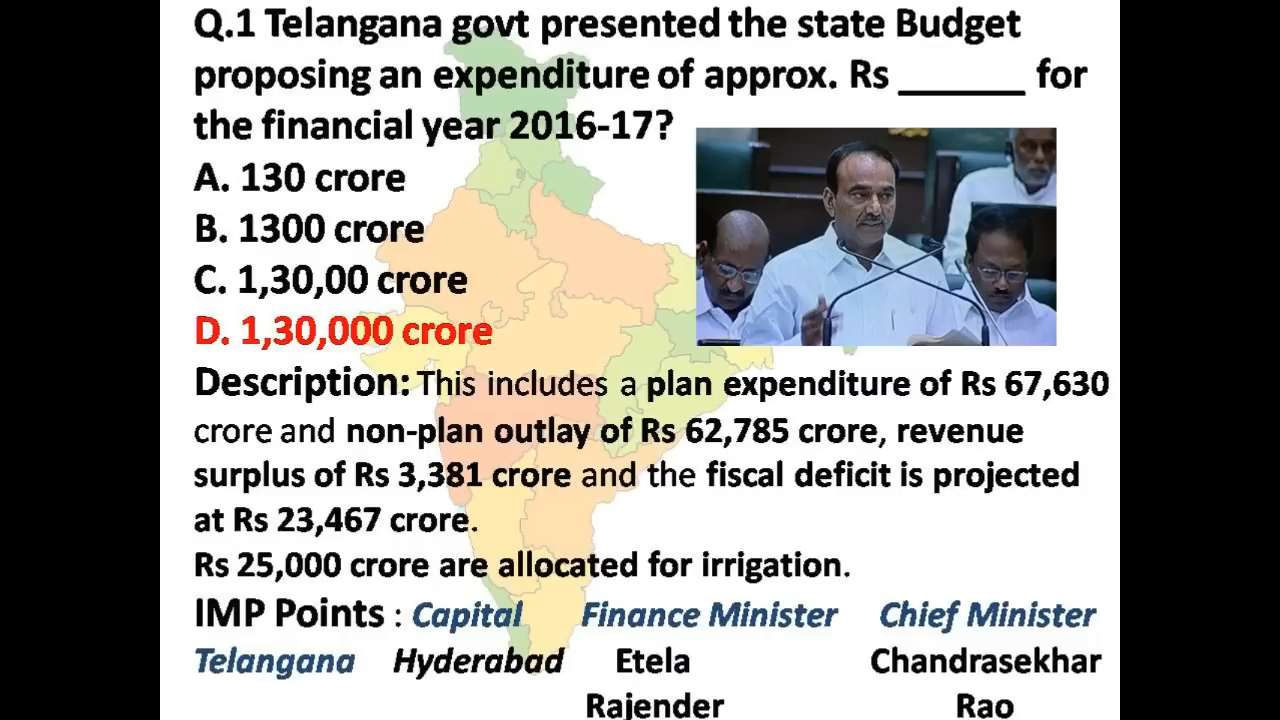 Q.1 Telangana govt presented the state Budget
proposing an expenditure of approx. Rs ______ for
the financial year 2016-17?
A. 130 crore
B. 1300 crore
C. 1,30,00 crore
D. 1,30,000 crore
Description: This includes a plan expenditure of Rs 67,630
crore and non-plan outlay of Rs 62,785 crore, revenue
surplus of Rs 3,381 crore and the fiscal deficit is projected
at Rs 23,467 crore.
Rs 25,000 crore are allocated for irrigation.
IMP Points : Capital Finance Minister Chief Minister
Telangana Hyderabad Etela Chandrasekhar
Rajender Rao